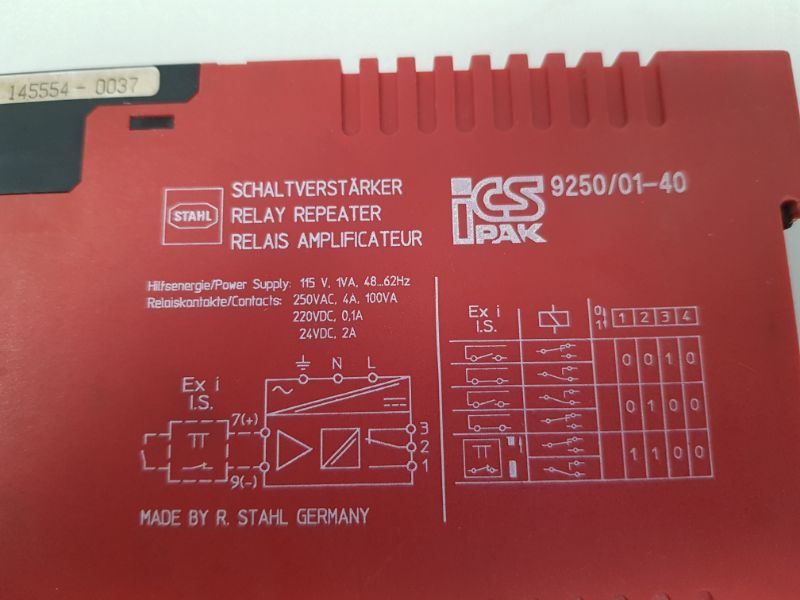 145554 - 0037
STAHL
SCHALTVERSTÄRKER
RELAY REPEATER
RELAIS AMPLIFICATEUR
iCS
PAK
9250/01-40
Hilfsenergie/Power Supply: 115 V, 1VA, 48...62Hz
Relaiskontakte/Contacts: 250VAC, 4A, 100VA
220VDC, 0,1A
24VDC, 2A
N L
Ex i
I.S.
7(+)
9(-)
3
2
1
Ex i
I.S.
0
1
1 2 3 4
0 0 1 0
0 1 0 0
1 1 0 0
MADE BY R. STAHL GERMANY